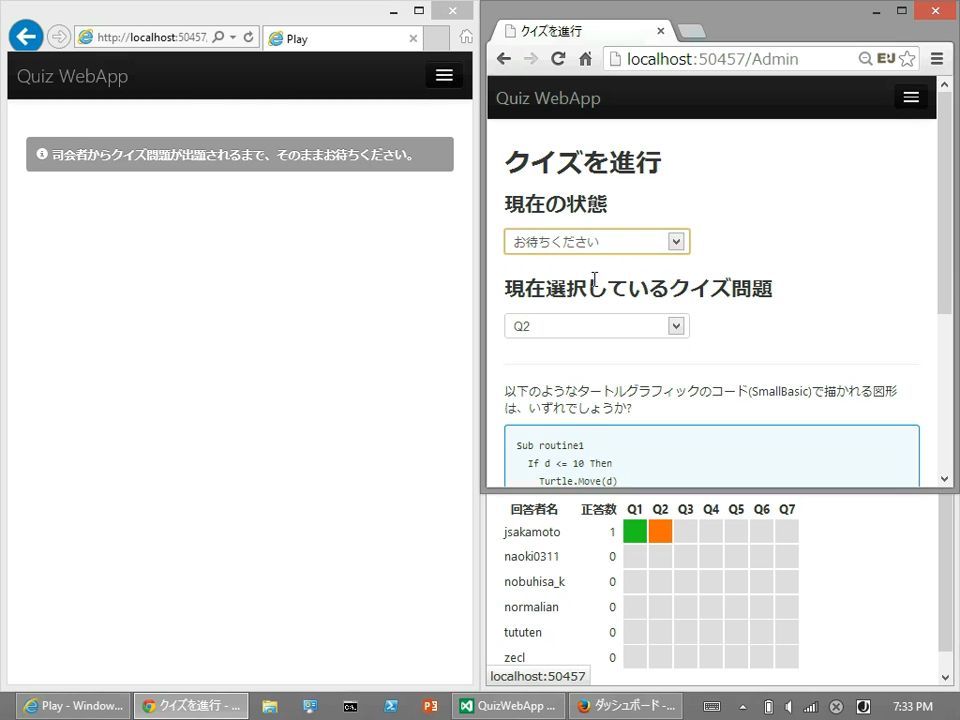 http://localhost:50457,
Play
Quiz WebApp
司会者からクイズ問題が出題されるまで、そのままお待ちください。
クイズを進行
localhost:50457/Admin
EU
Quiz WebApp
クイズを進行
現在の状態
お待ちください
現在選択しているクイズ問題
Q2
以下のようなタートルグラフィックのコード(SmallBasic)で描かれる図形
は、いずれでしょうか?
Sub routine1
If d <= 10 Then
Turtle.Move(d)
回答者名 正答数 Q1 Q2 Q3 Q4 Q5 Q6 Q7
jsakamoto 1
naoki0311 0
nobuhisa_k 0
normalian 0
tututen 0
zecl 0
localhost:50457
Play - Window...
クイズを進行 - ...
QuizWebApp ...
ダッシュボード -...
7:33 PM